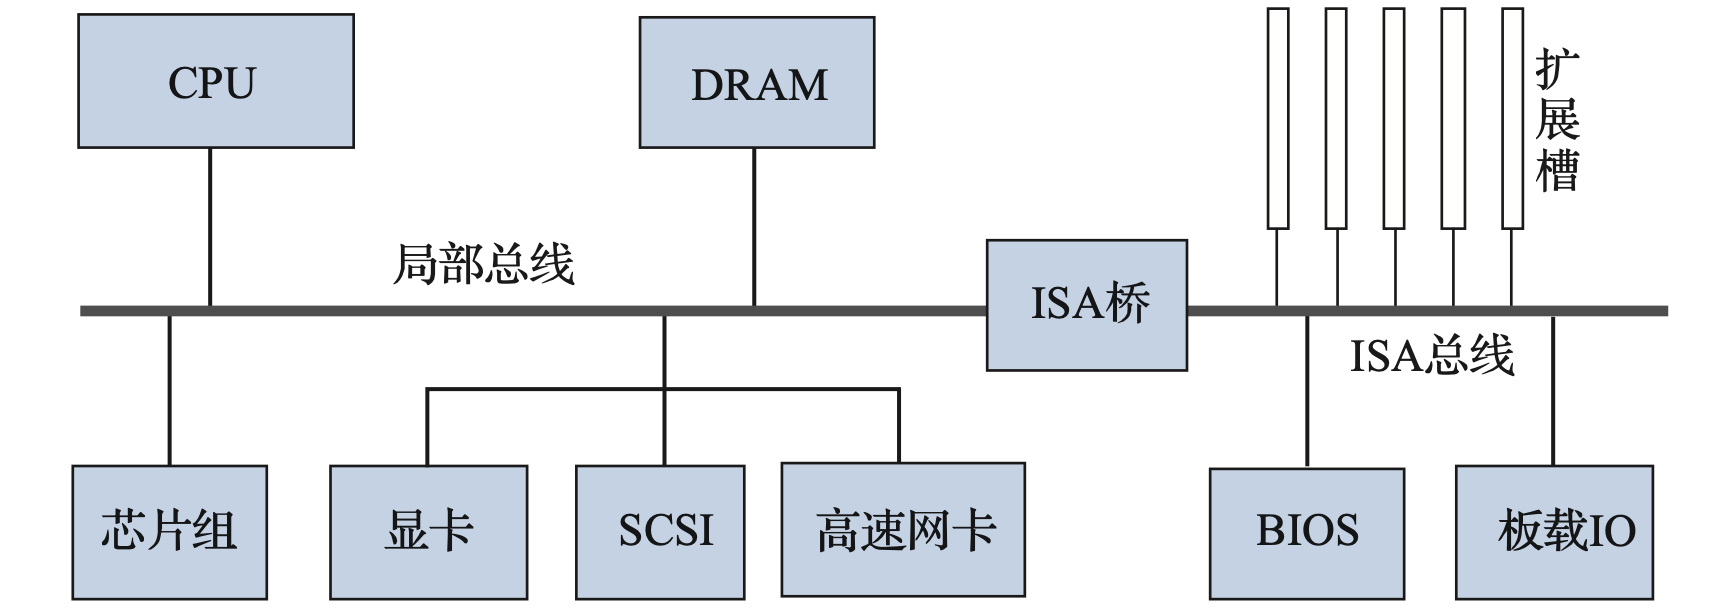 CPU
DRAM
扩展槽
局部总线
ISA桥
ISA总线
芯片组
显卡
SCSI
高速网卡
BIOS
板载IO